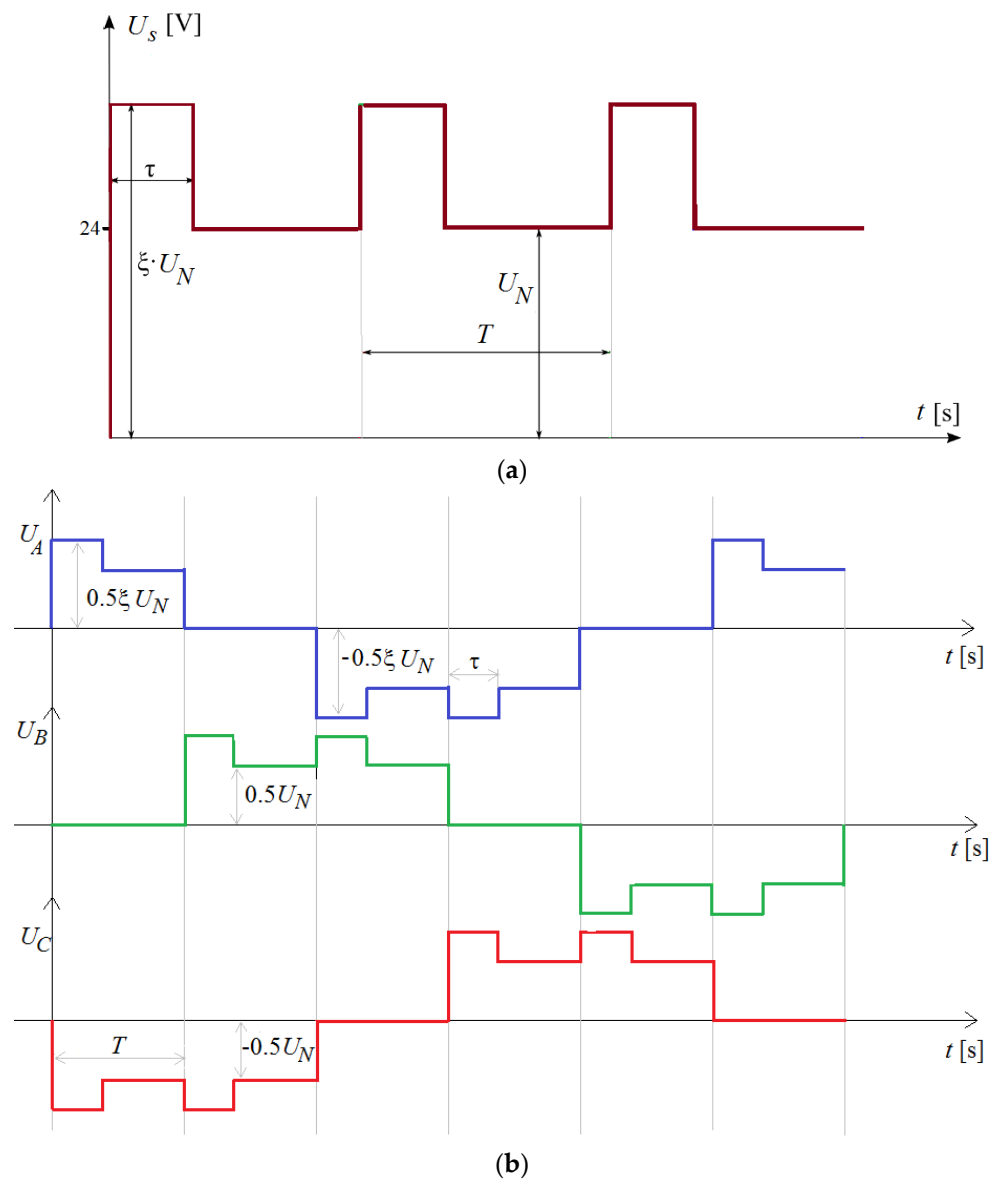 U_s [V]
τ
24
ξ·U_N
U_N
T
t [s]
(a)
U_A
0.5ξ U_N
-0.5ξ U_N
τ
t [s]
U_B
0.5U_N
t [s]
U_C
T
-0.5U_N
t [s]
(b)